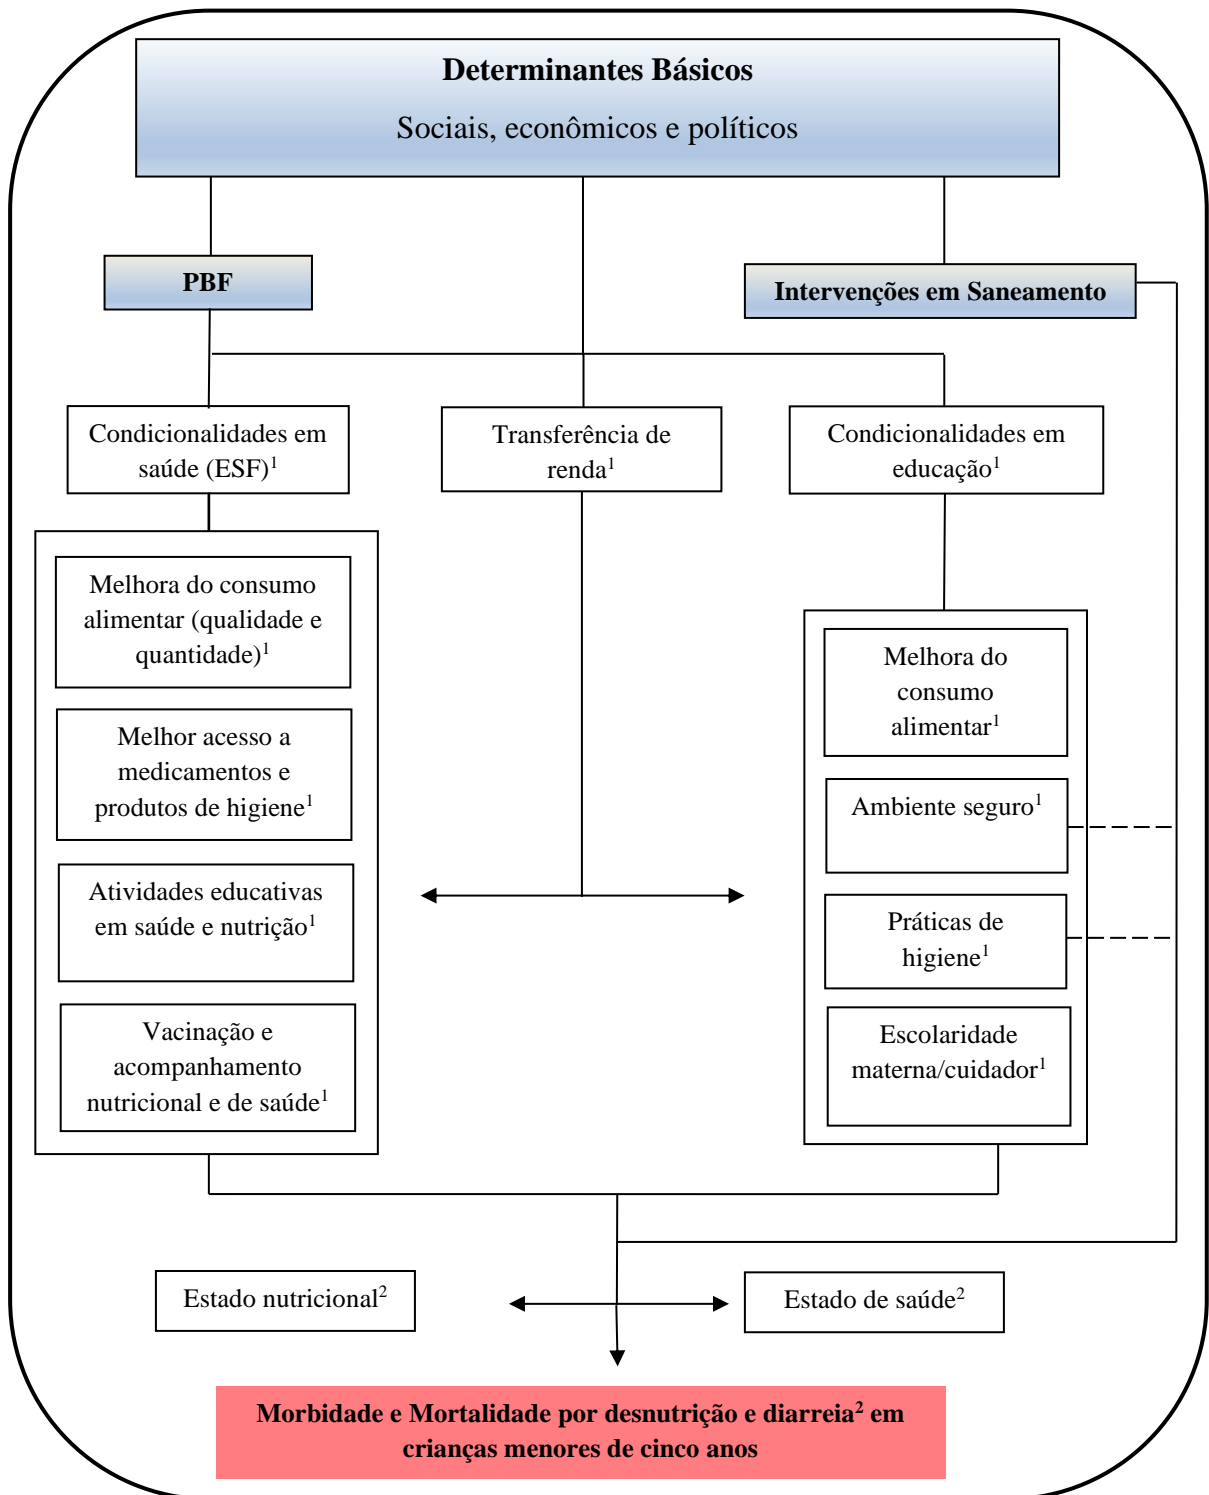 Determinantes Básicos
Sociais, econômicos e políticos
PBF
Intervenções em Saneamento
Condicionalidades em
saúde (ESF)¹
Transferência de
renda¹
Condicionalidades em
educação¹
Melhora do consumo
alimentar (qualidade e
quantidade)¹
Melhor acesso a
medicamentos e
produtos de higiene¹
Atividades educativas
em saúde e nutrição¹
Vacinação e
acompanhamento
nutricional e de saúde¹
Melhora do
consumo
alimentar¹
Ambiente seguro¹
Práticas de
higiene¹
Escolaridade
materna/cuidador¹
Estado nutricional²
Estado de saúde²
Morbidade e Mortalidade por desnutrição e diarreia² em
crianças menores de cinco anos